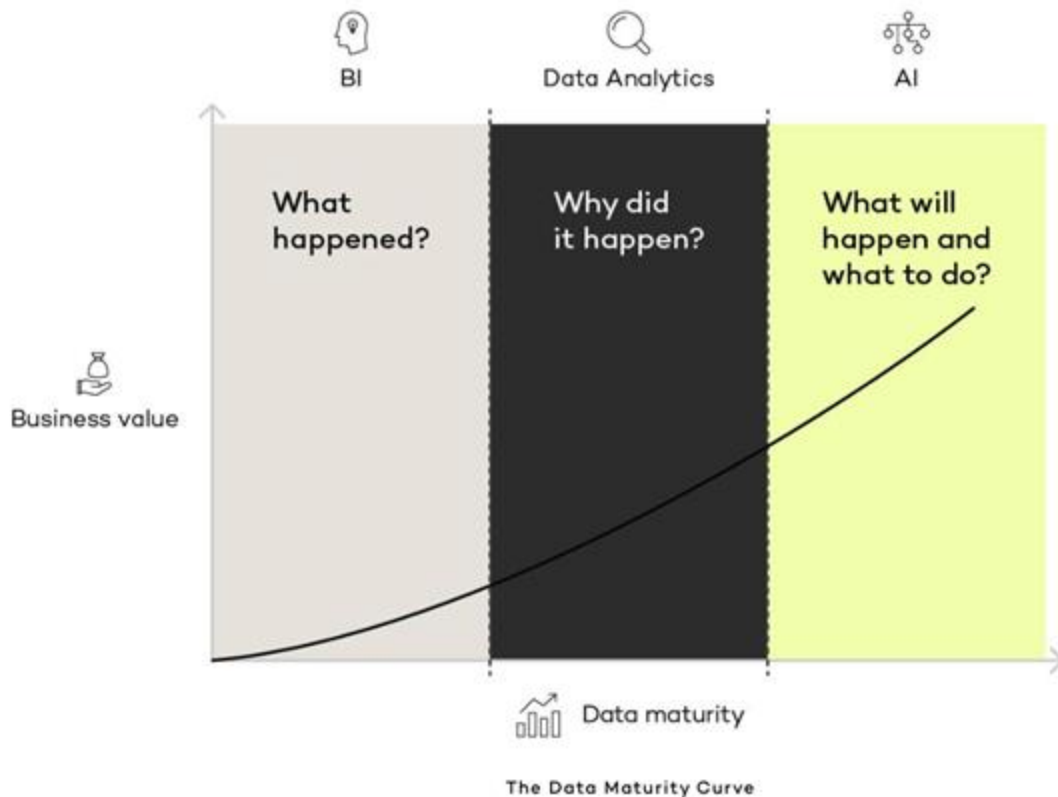 BI
Data Analytics
AI
What
happened?
Why did
it happen?
What will
happen and
what to do?
Business value
Data maturity
The Data Maturity Curve